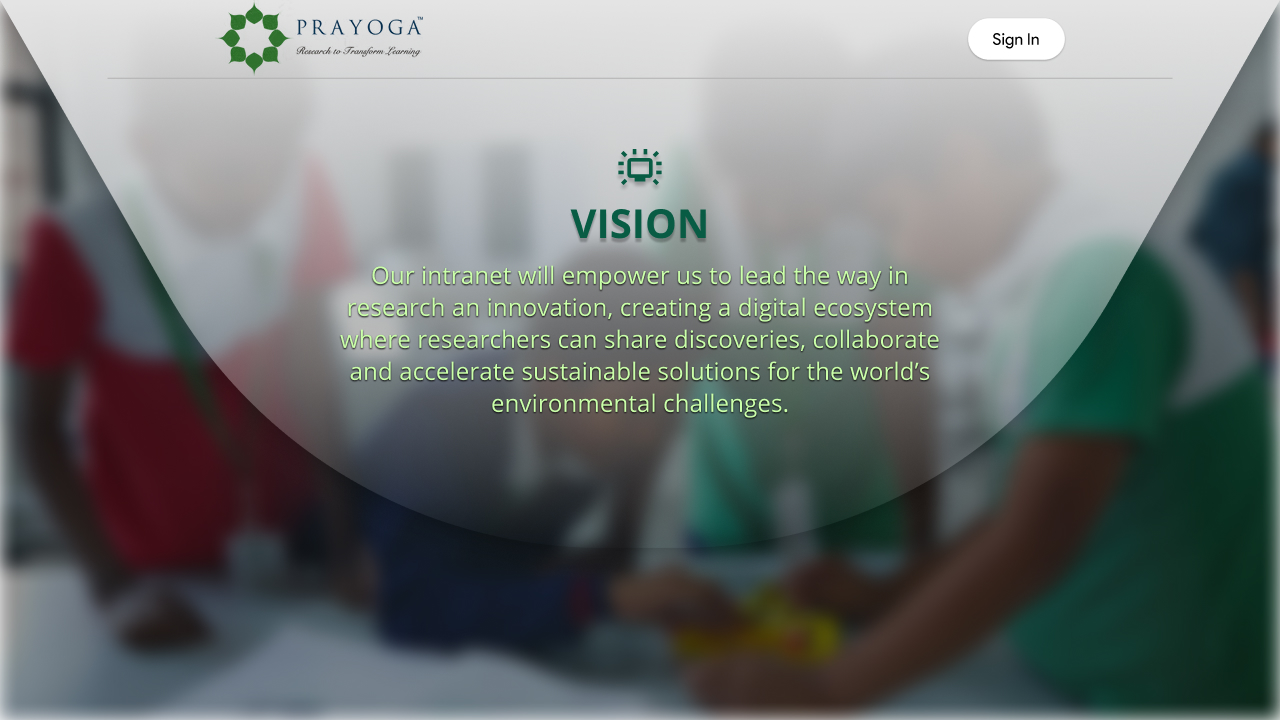 PRAYOGA™
Research to Transform Learning
Sign In
VISION
Our intranet will empower us to lead the way in
research an innovation, creating a digital ecosystem
where researchers can share discoveries, collaborate
and accelerate sustainable solutions for the world’s
environmental challenges.